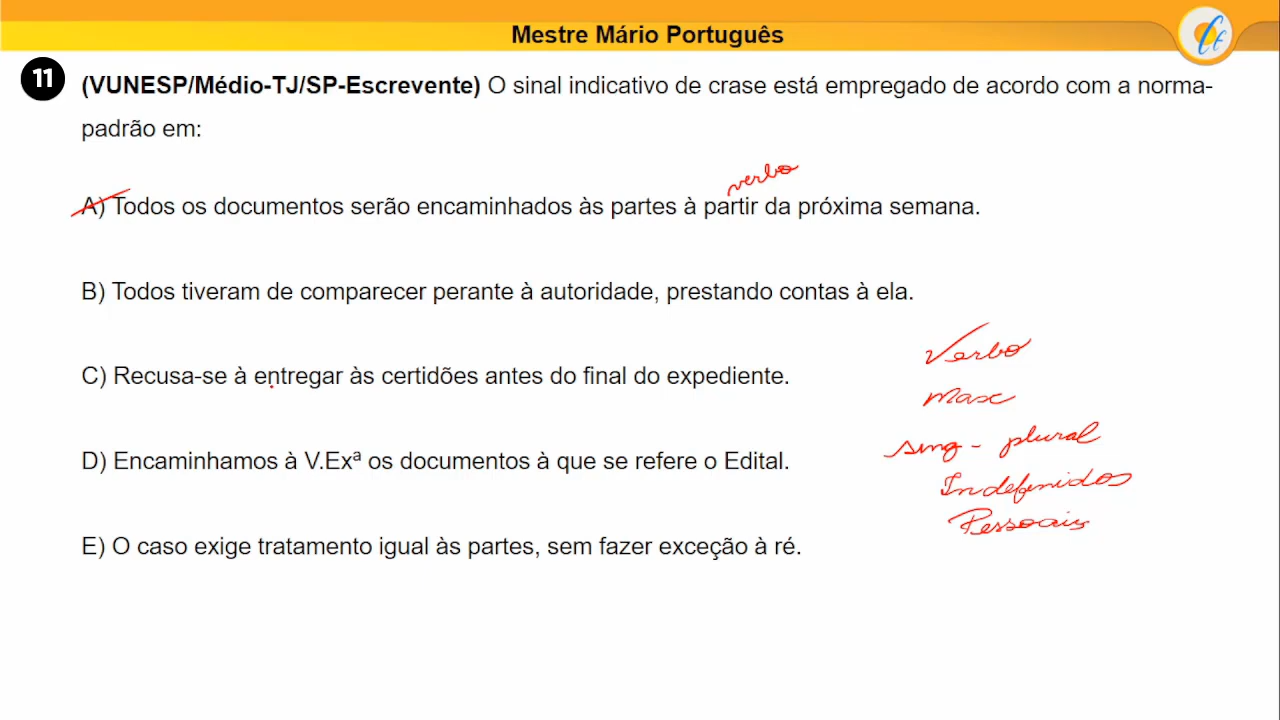 Mestre Mário Português
11
(VUNESP/Médio-TJ/SP-Escrevente) O sinal indicativo de crase está empregado de acordo com a norma-
padrão em:
verbo
A) Todos os documentos serão encaminhados às partes à partir da próxima semana.
B) Todos tiveram de comparecer perante à autoridade, prestando contas à ela.
Verbo
C) Recusa-se à entregar às certidões antes do final do expediente.
masc
sing - plural
D) Encaminhamos à V.Exª os documentos à que se refere o Edital.
Indefinidos
Pessoais
E) O caso exige tratamento igual às partes, sem fazer exceção à ré.